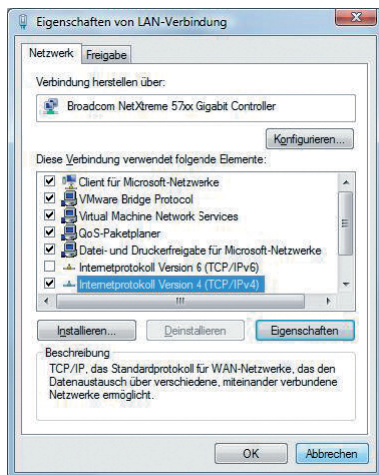 Eigenschaften von LAN-Verbindung
Netzwerk
Freigabe
Verbindung herstellen über:
Broadcom NetXtreme 57xx Gigabit Controller
Konfigurieren...
Diese Verbindung verwendet folgende Elemente:
Client für Microsoft-Netzwerke
VMware Bridge Protocol
Virtual Machine Network Services
QoS-Paketplaner
Datei- und Druckerfreigabe für Microsoft-Netzwerke
Internetprotokoll Version 6 (TCP/IPv6)
Internetprotokoll Version 4 (TCP/IPv4)
Installieren...
Deinstallieren
Eigenschaften
Beschreibung
TCP/IP, das Standardprotokoll für WAN-Netzwerke, das den
Datenaustausch über verschiedene, miteinander verbundene
Netzwerke ermöglicht.
OK
Abbrechen